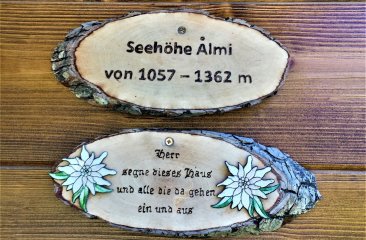 Seehöhe Almi
von 1057 – 1362 m
Herr
segne dieses Haus
und alle die da gehen
ein und aus